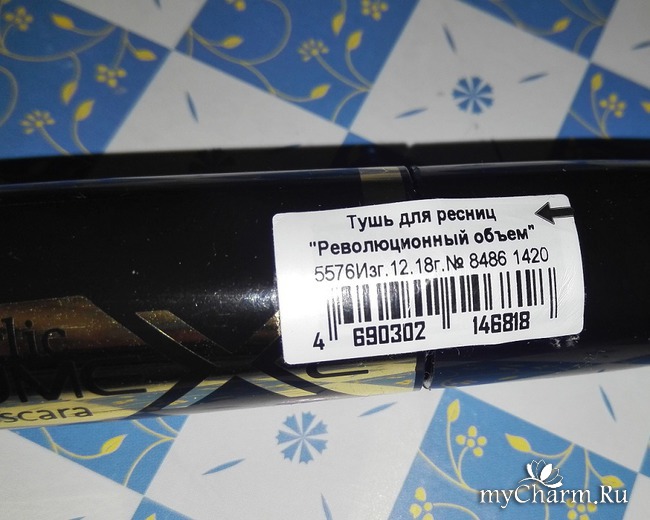 Тушь для ресниц
"Революционный объем"
5576Изг.12.18г.№ 8486 1420
4 690302 146818
scara
myCharm.Ru